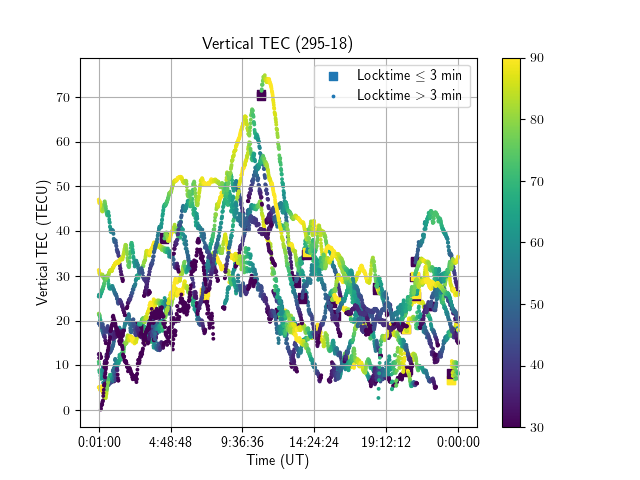 Vertical TEC (295-18)
Locktime ≤ 3 min
Locktime > 3 min
Vertical TEC (TECU)
70
60
50
40
30
20
10
0
0:01:00 4:48:48 9:36:36 14:24:24 19:12:12 0:00:00
Time (UT)
90
80
70
60
50
40
30